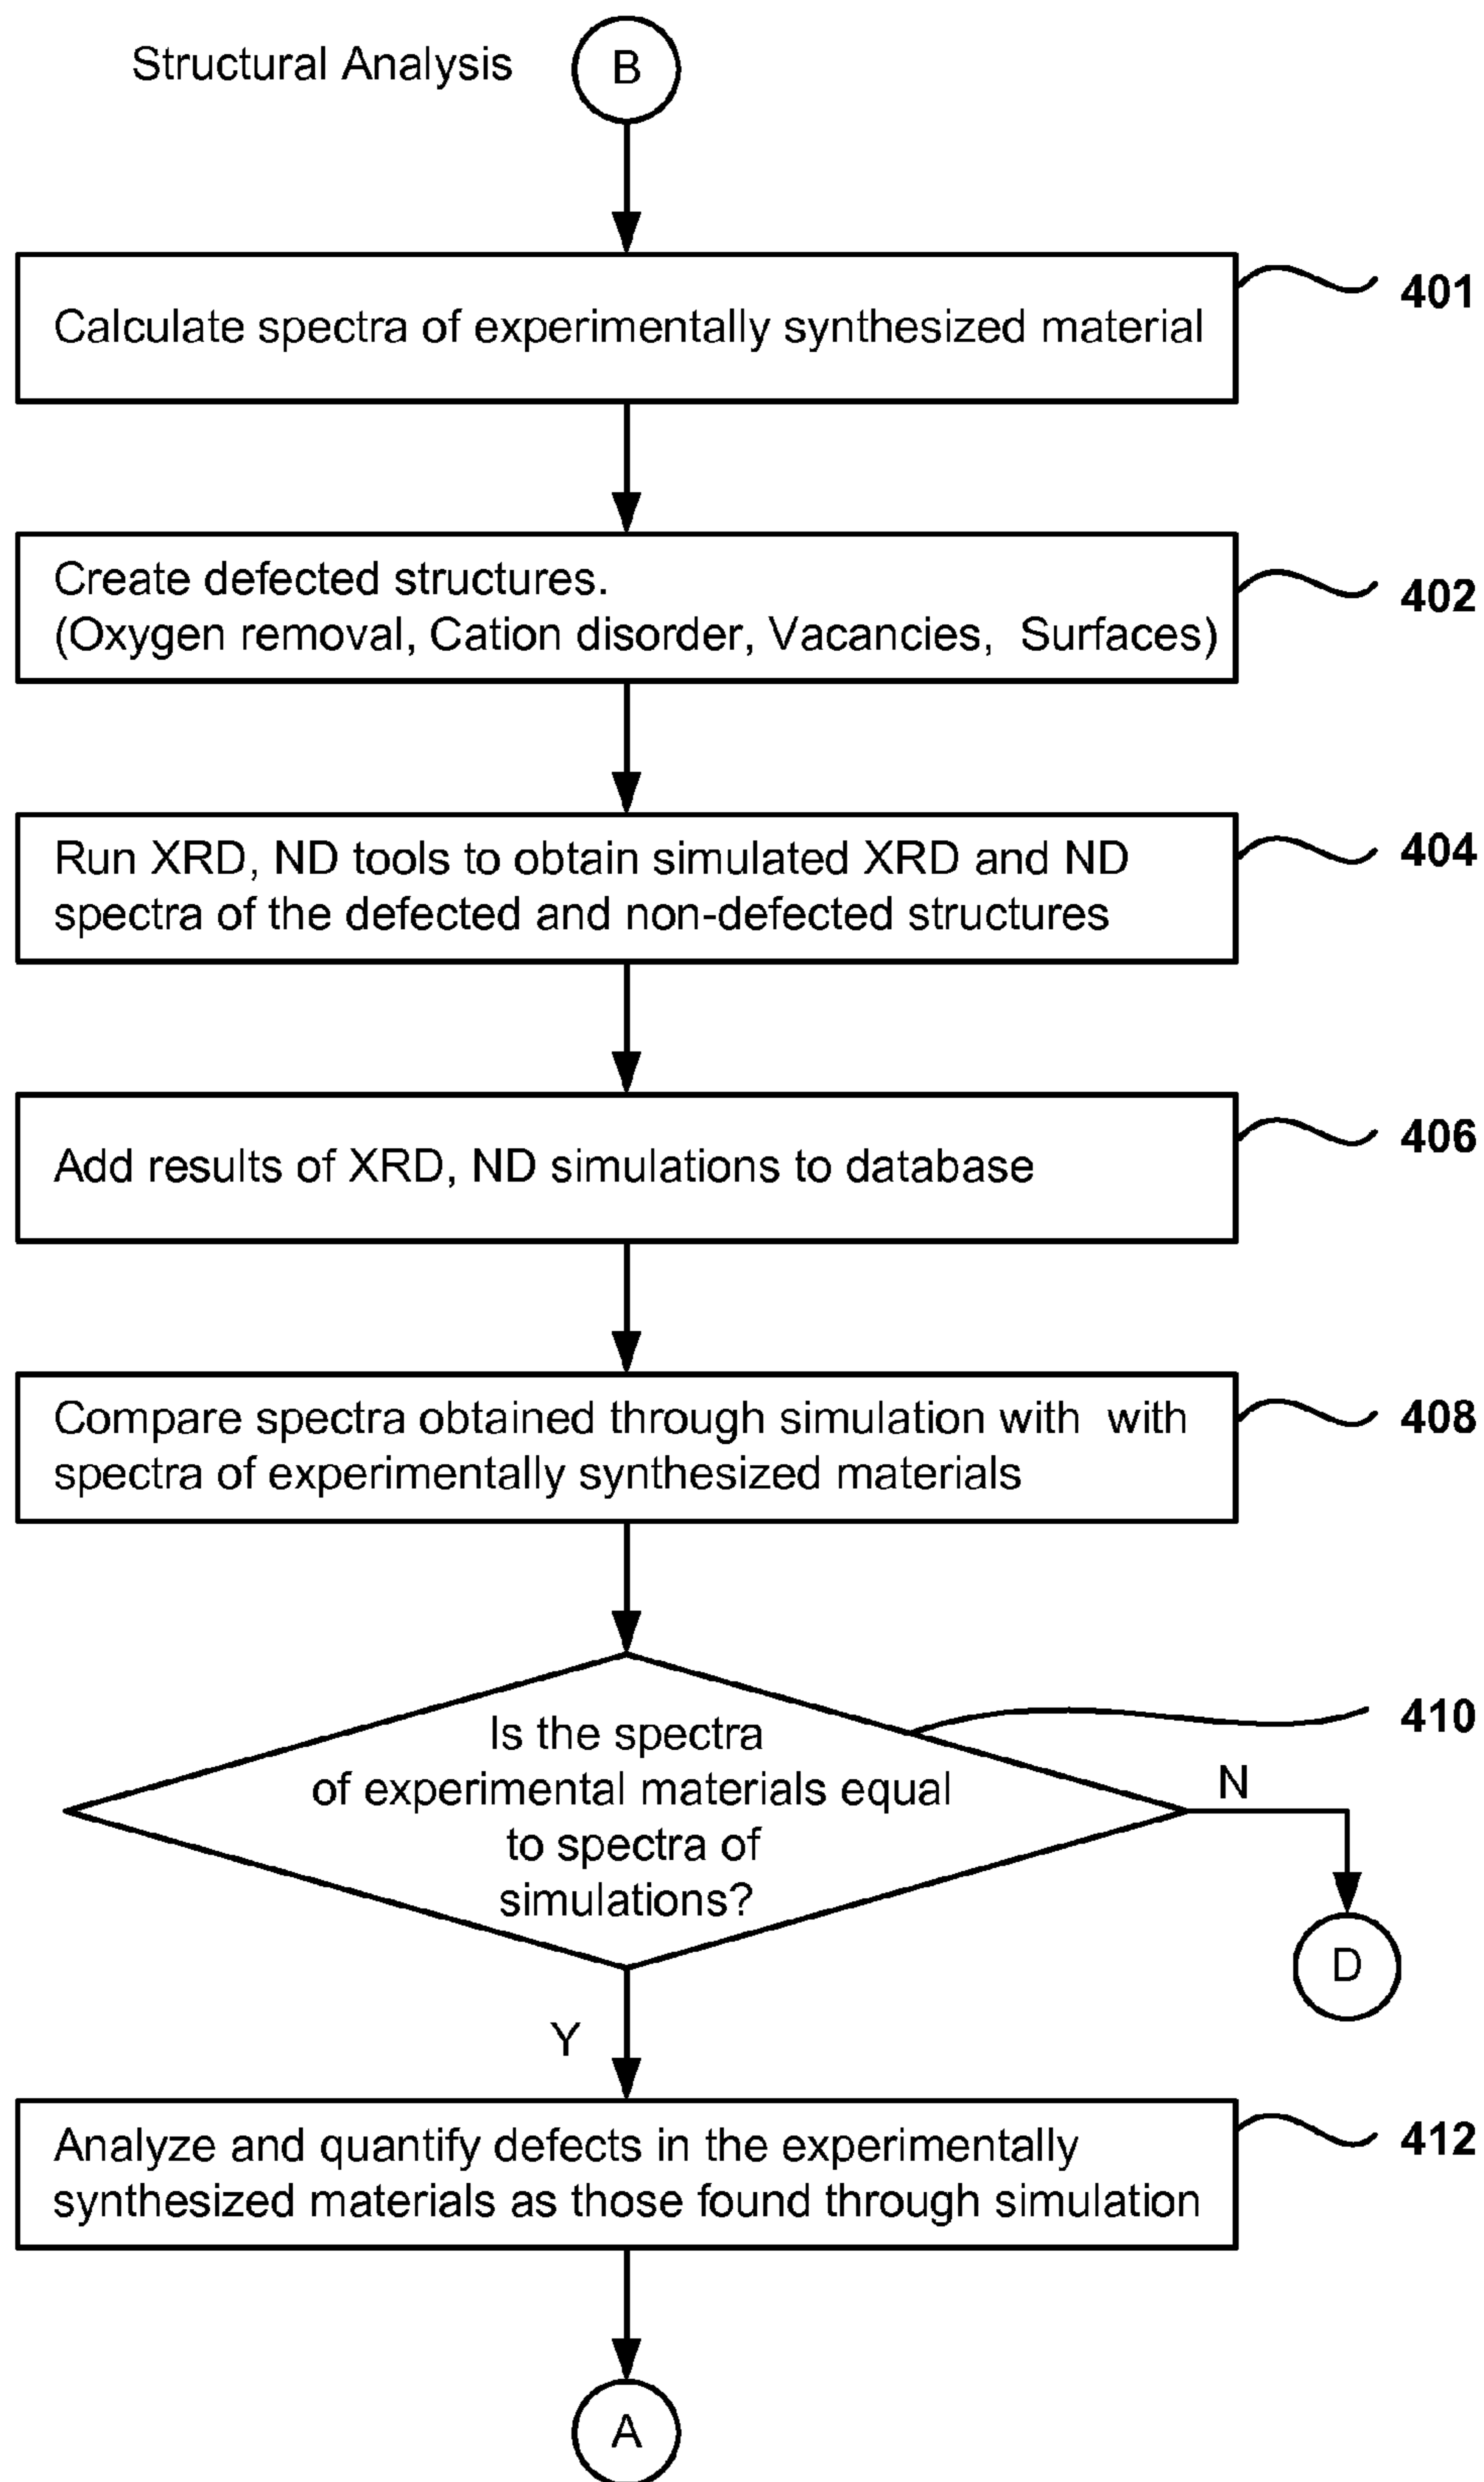 Structural Analysis
B
Calculate spectra of experimentally synthesized material
401
Create defected structures.
(Oxygen removal, Cation disorder, Vacancies, Surfaces)
402
Run XRD, ND tools to obtain simulated XRD and ND
spectra of the defected and non-defected structures
404
Add results of XRD, ND simulations to database
406
Compare spectra obtained through simulation with with
spectra of experimentally synthesized materials
408
Is the spectra
of experimental materials equal
to spectra of
simulations?
410
N
D
Y
Analyze and quantify defects in the experimentally
synthesized materials as those found through simulation
412
A